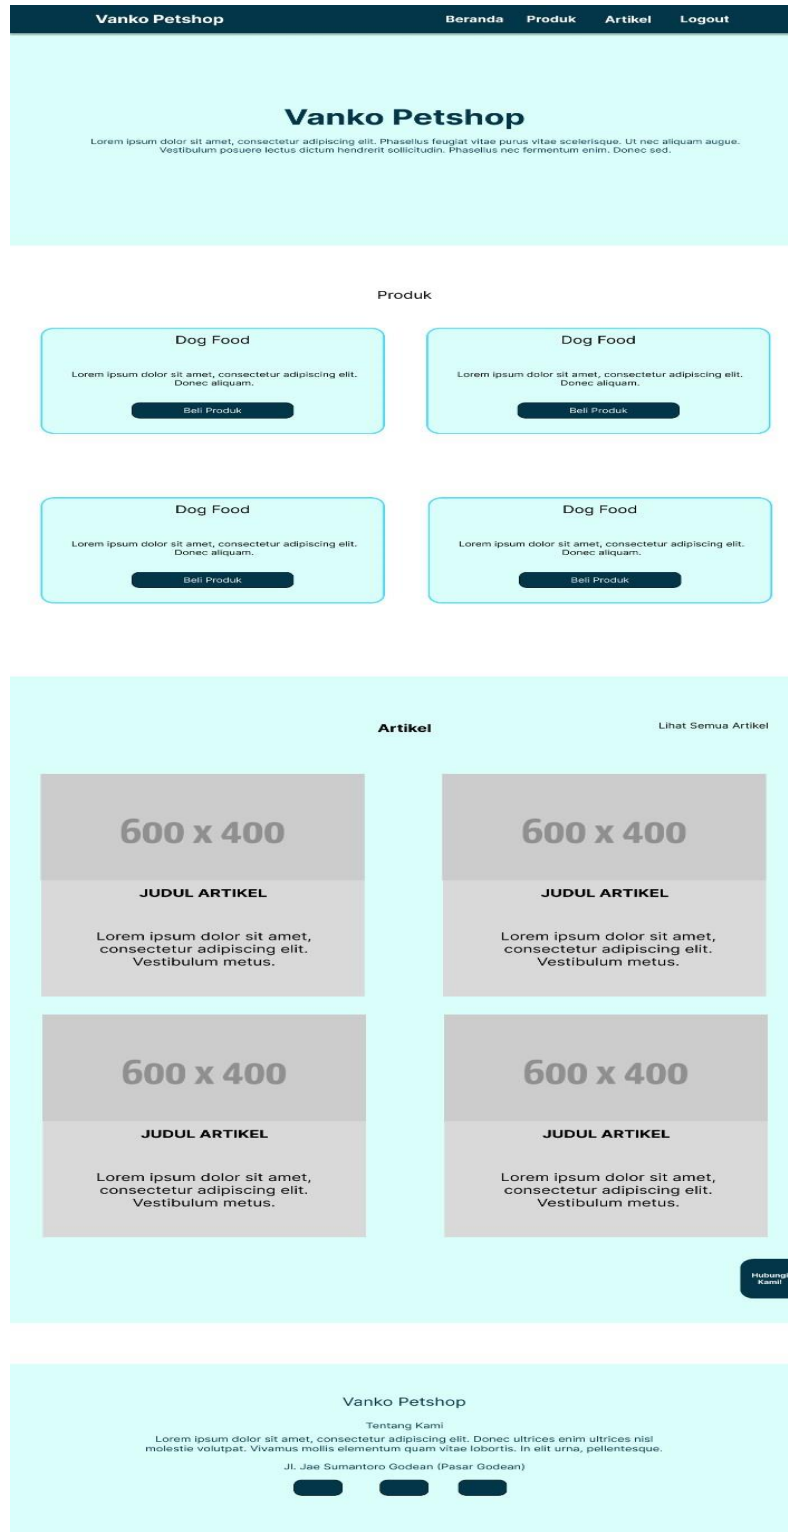 Vanko Petshop
Beranda Produk Artikel Logout
Vanko Petshop
Lorem ipsum dolor sit amet, consectetur adipiscing elit. Phasellus feugiat vitae purus vitae scelerisque. Ut nec aliquam augue.
Vestibulum posuere lectus dictum hendrerit sollicitudin. Phasellus nec fermentum enim. Donec sed.
Produk
Dog Food
Lorem ipsum dolor sit amet, consectetur adipiscing elit.
Donec aliquam.
Beli Produk
Dog Food
Lorem ipsum dolor sit amet, consectetur adipiscing elit.
Donec aliquam.
Beli Produk
Dog Food
Lorem ipsum dolor sit amet, consectetur adipiscing elit.
Donec aliquam.
Beli Produk
Dog Food
Lorem ipsum dolor sit amet, consectetur adipiscing elit.
Donec aliquam.
Beli Produk
Artikel
Lihat Semua Artikel
600 x 400
JUDUL ARTIKEL
Lorem ipsum dolor sit amet,
consectetur adipiscing elit.
Vestibulum metus.
600 x 400
JUDUL ARTIKEL
Lorem ipsum dolor sit amet,
consectetur adipiscing elit.
Vestibulum metus.
600 x 400
JUDUL ARTIKEL
Lorem ipsum dolor sit amet,
consectetur adipiscing elit.
Vestibulum metus.
600 x 400
JUDUL ARTIKEL
Lorem ipsum dolor sit amet,
consectetur adipiscing elit.
Vestibulum metus.
Hubungi
Kami!
Vanko Petshop
Tentang Kami
Lorem ipsum dolor sit amet, consectetur adipiscing elit. Donec ultrices enim ultrices nisl
molestie volutpat. Vivamus mollis elementum quam vitae lobortis. In elit urna, pellentesque.
Jl. Jae Sumantoro Godean (Pasar Godean)